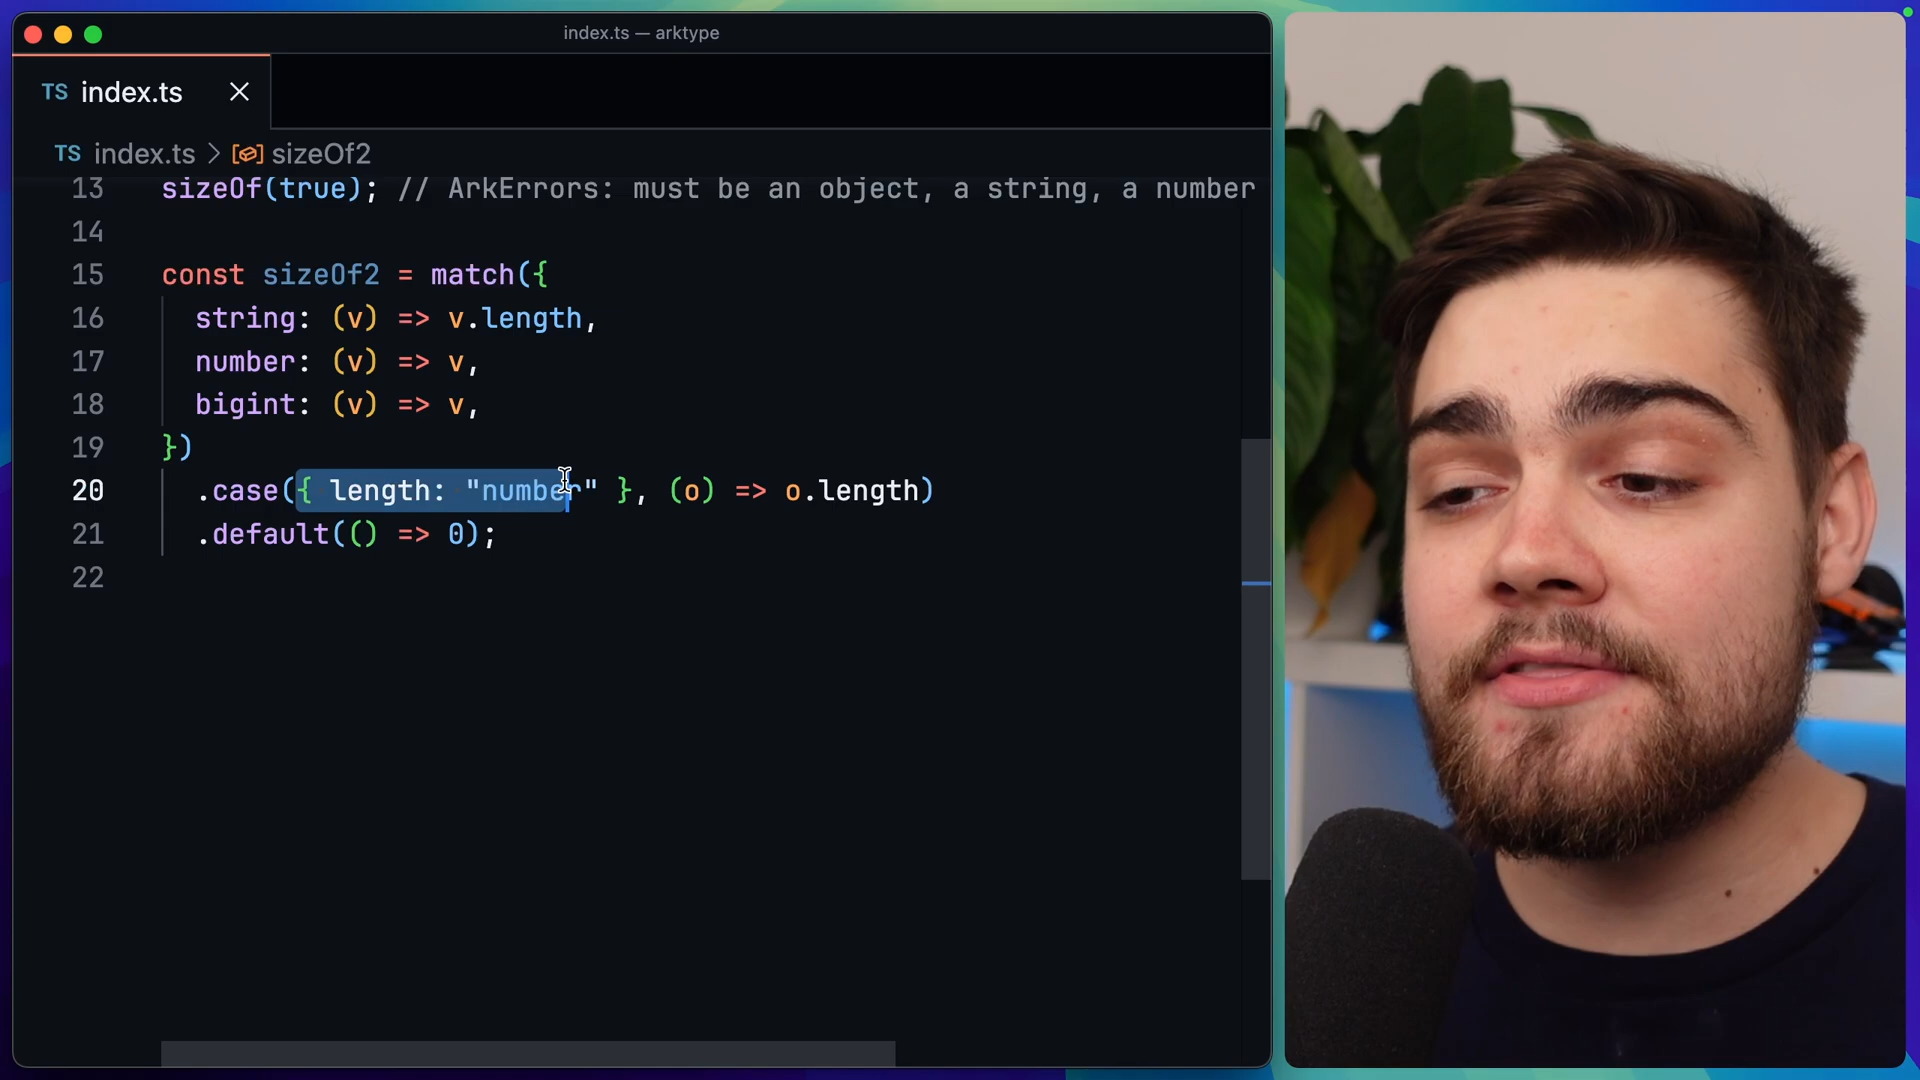 index.ts — arktype
TS index.ts
TS index.ts > sizeOf2
13 sizeOf(true); // ArkErrors: must be an object, a string, a number
14
15 const sizeOf2 = match({
16 string: (v) => v.length,
17 number: (v) => v,
18 bigint: (v) => v,
19 })
20 .case({ length: "number" }, (o) => o.length)
21 .default(() => 0);
22